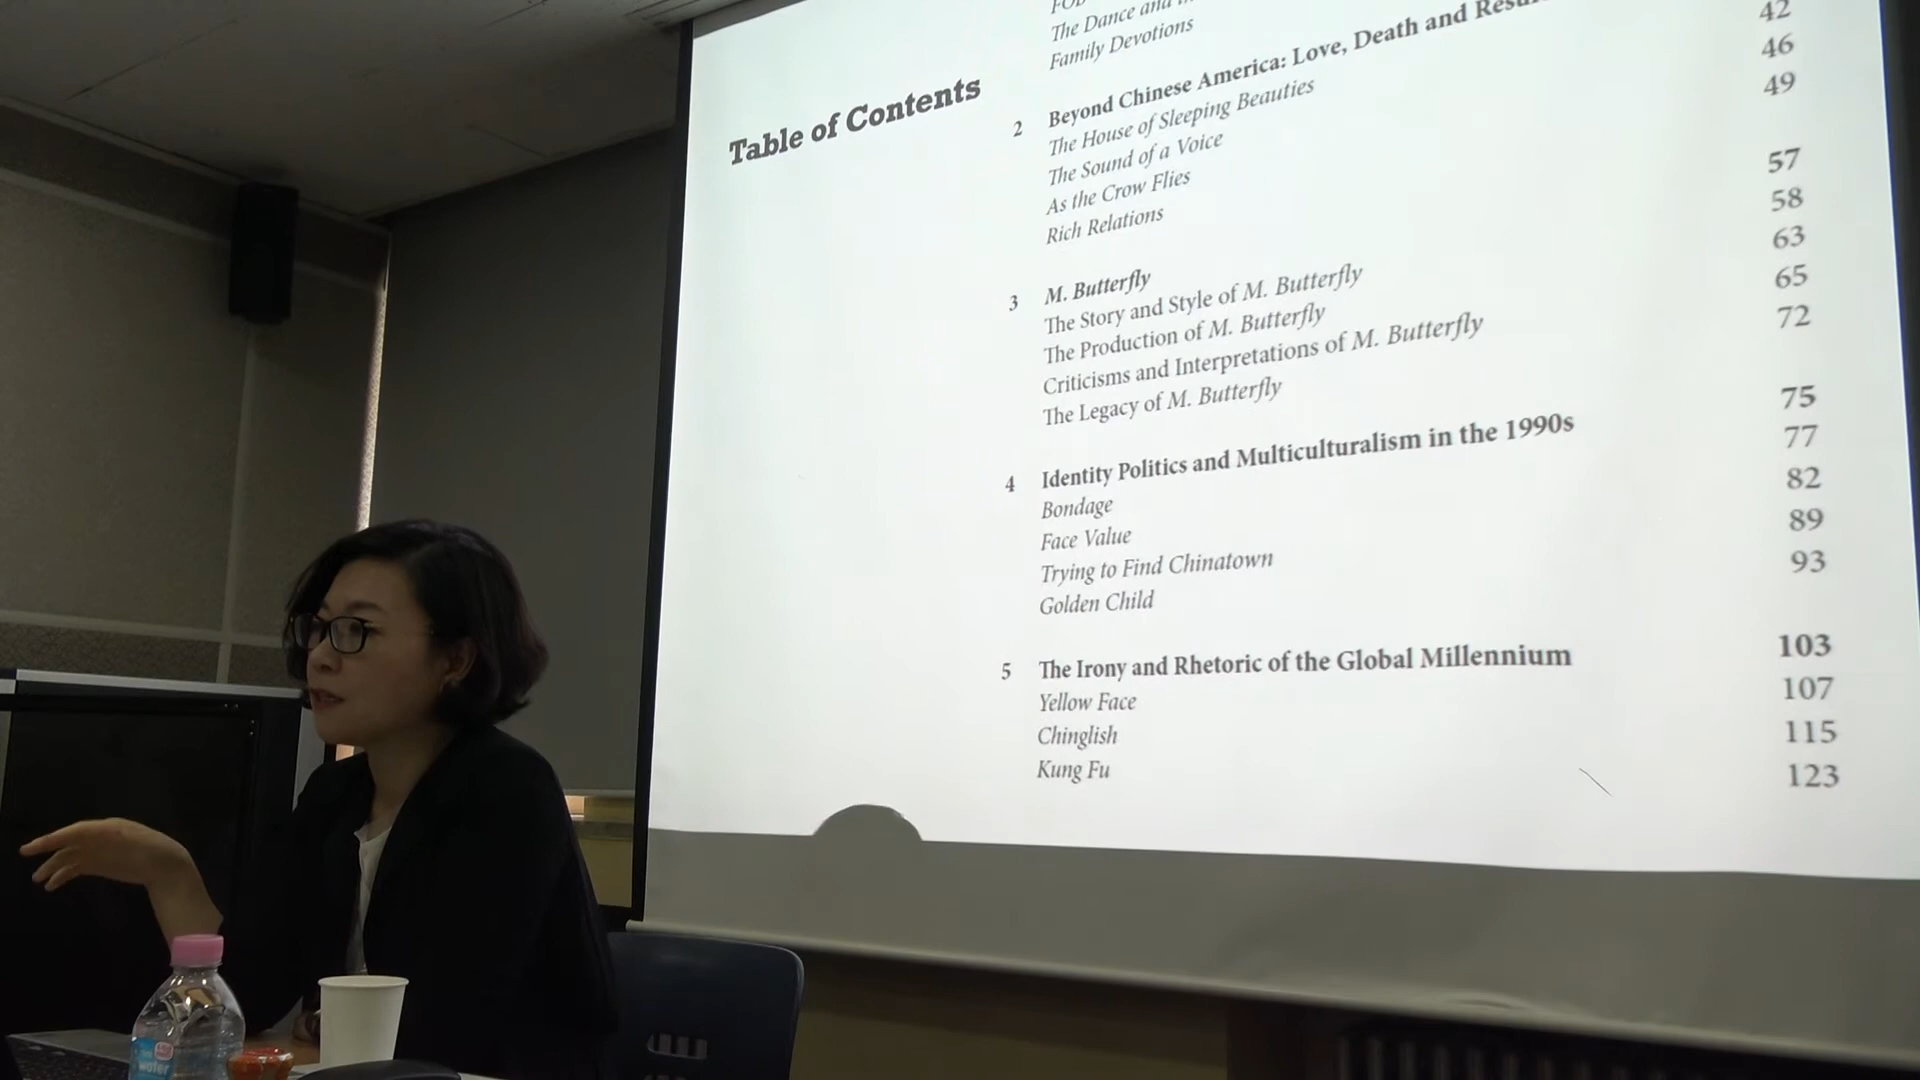 Table of Contents
The Dance and
Family Devotions
42
2 Beyond Chinese America: Love, Death and
46
The House of Sleeping Beauties
49
The Sound of a Voice
As the Crow Flies
Rich Relations
57
3 M. Butterfly
58
The Story and Style of M. Butterfly
63
The Production of M. Butterfly
65
Criticisms and Interpretations of M. Butterfly
72
The Legacy of M. Butterfly
75
4 Identity Politics and Multiculturalism in the 1990s
77
Bondage
82
Face Value
89
Trying to Find Chinatown
93
Golden Child
103
5 The Irony and Rhetoric of the Global Millennium
107
Yellow Face
115
Chinglish
123
Kung Fu
water